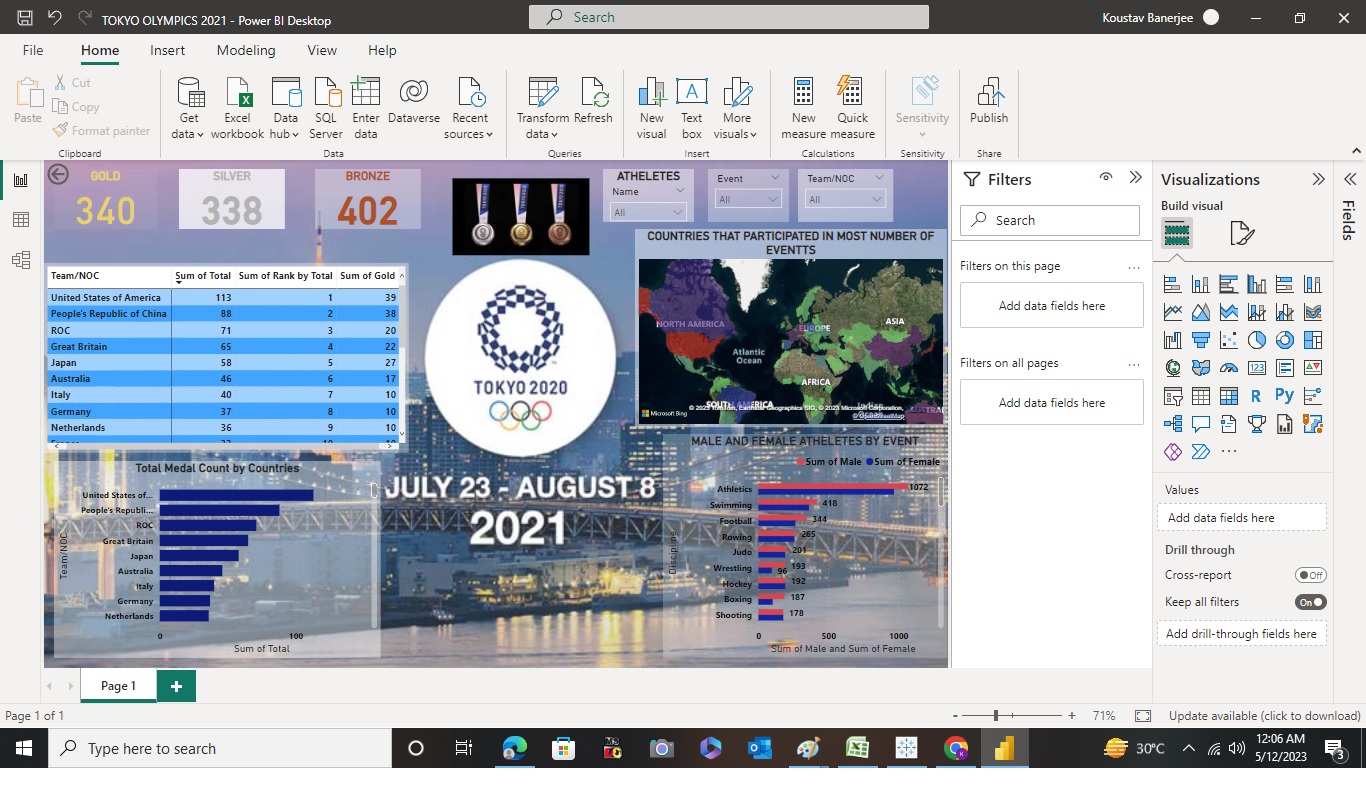 TOKYO OLYMPICS 2021 - Power BI Desktop
Search
Koustav Banerjee
File Home Insert Modeling View Help
Paste
Cut
Copy
Format painter
Get data
Excel workbook
Data hub
SQL Server
Enter data
Dataverse
Recent sources
Transform data
Refresh
New visual
Text box
More visuals
New measure
Quick measure
Sensitivity
Publish
Clipboard
Data
Queries
Insert
Calculations
Sensitivity
Share
GOLD
340
SILVER
338
BRONZE
402
ATHELETES
Name
All
Event
All
Team/NOC
All
Team/NOC Sum of Total Sum of Rank by Total Sum of Gold
United States of America 113 1 39
People's Republic of China 88 2 38
ROC 71 3 20
Great Britain 65 4 22
Japan 58 5 27
Australia 46 6 17
Italy 40 7 10
Germany 37 8 10
Netherlands 36 9 10
TOKYO 2020
JULY 23 - AUGUST 8
2021
COUNTRIES THAT PARTICIPATED IN MOST NUMBER OF
EVENTTS
NORTH AMERICA
EUROPE
ASIA
Atlantic
Ocean
AFRICA
SOUTH AMERICA
Microsoft Bing
© OpenStreetMap
Total Medal Count by Countries
Team/NOC
United States of...
People's Republi...
ROC
Great Britain
Japan
Australia
Italy
Germany
Netherlands
0 100
Sum of Total
MALE AND FEMALE ATHELETES BY EVENT
Sum of Male Sum of Female
Discipline
Athletics 1072
Swimming 418
Football 344
Rowing 265
Judo 201
Wrestling 96 193
Hockey 192
Boxing 187
Shooting 178
0 500 1000
Sum of Male and Sum of Female
Filters
Search
Filters on this page ...
Add data fields here
Filters on all pages ...
Add data fields here
Visualizations
Build visual
R Py
123
...
Values
Add data fields here
Drill through
Cross-report Off
Keep all filters On
Add drill-through fields here
Fields
Page 1
Page 1 of 1
- + 71%
Update available (click to download)
Type here to search
30°C
12:06 AM
5/12/2023
3